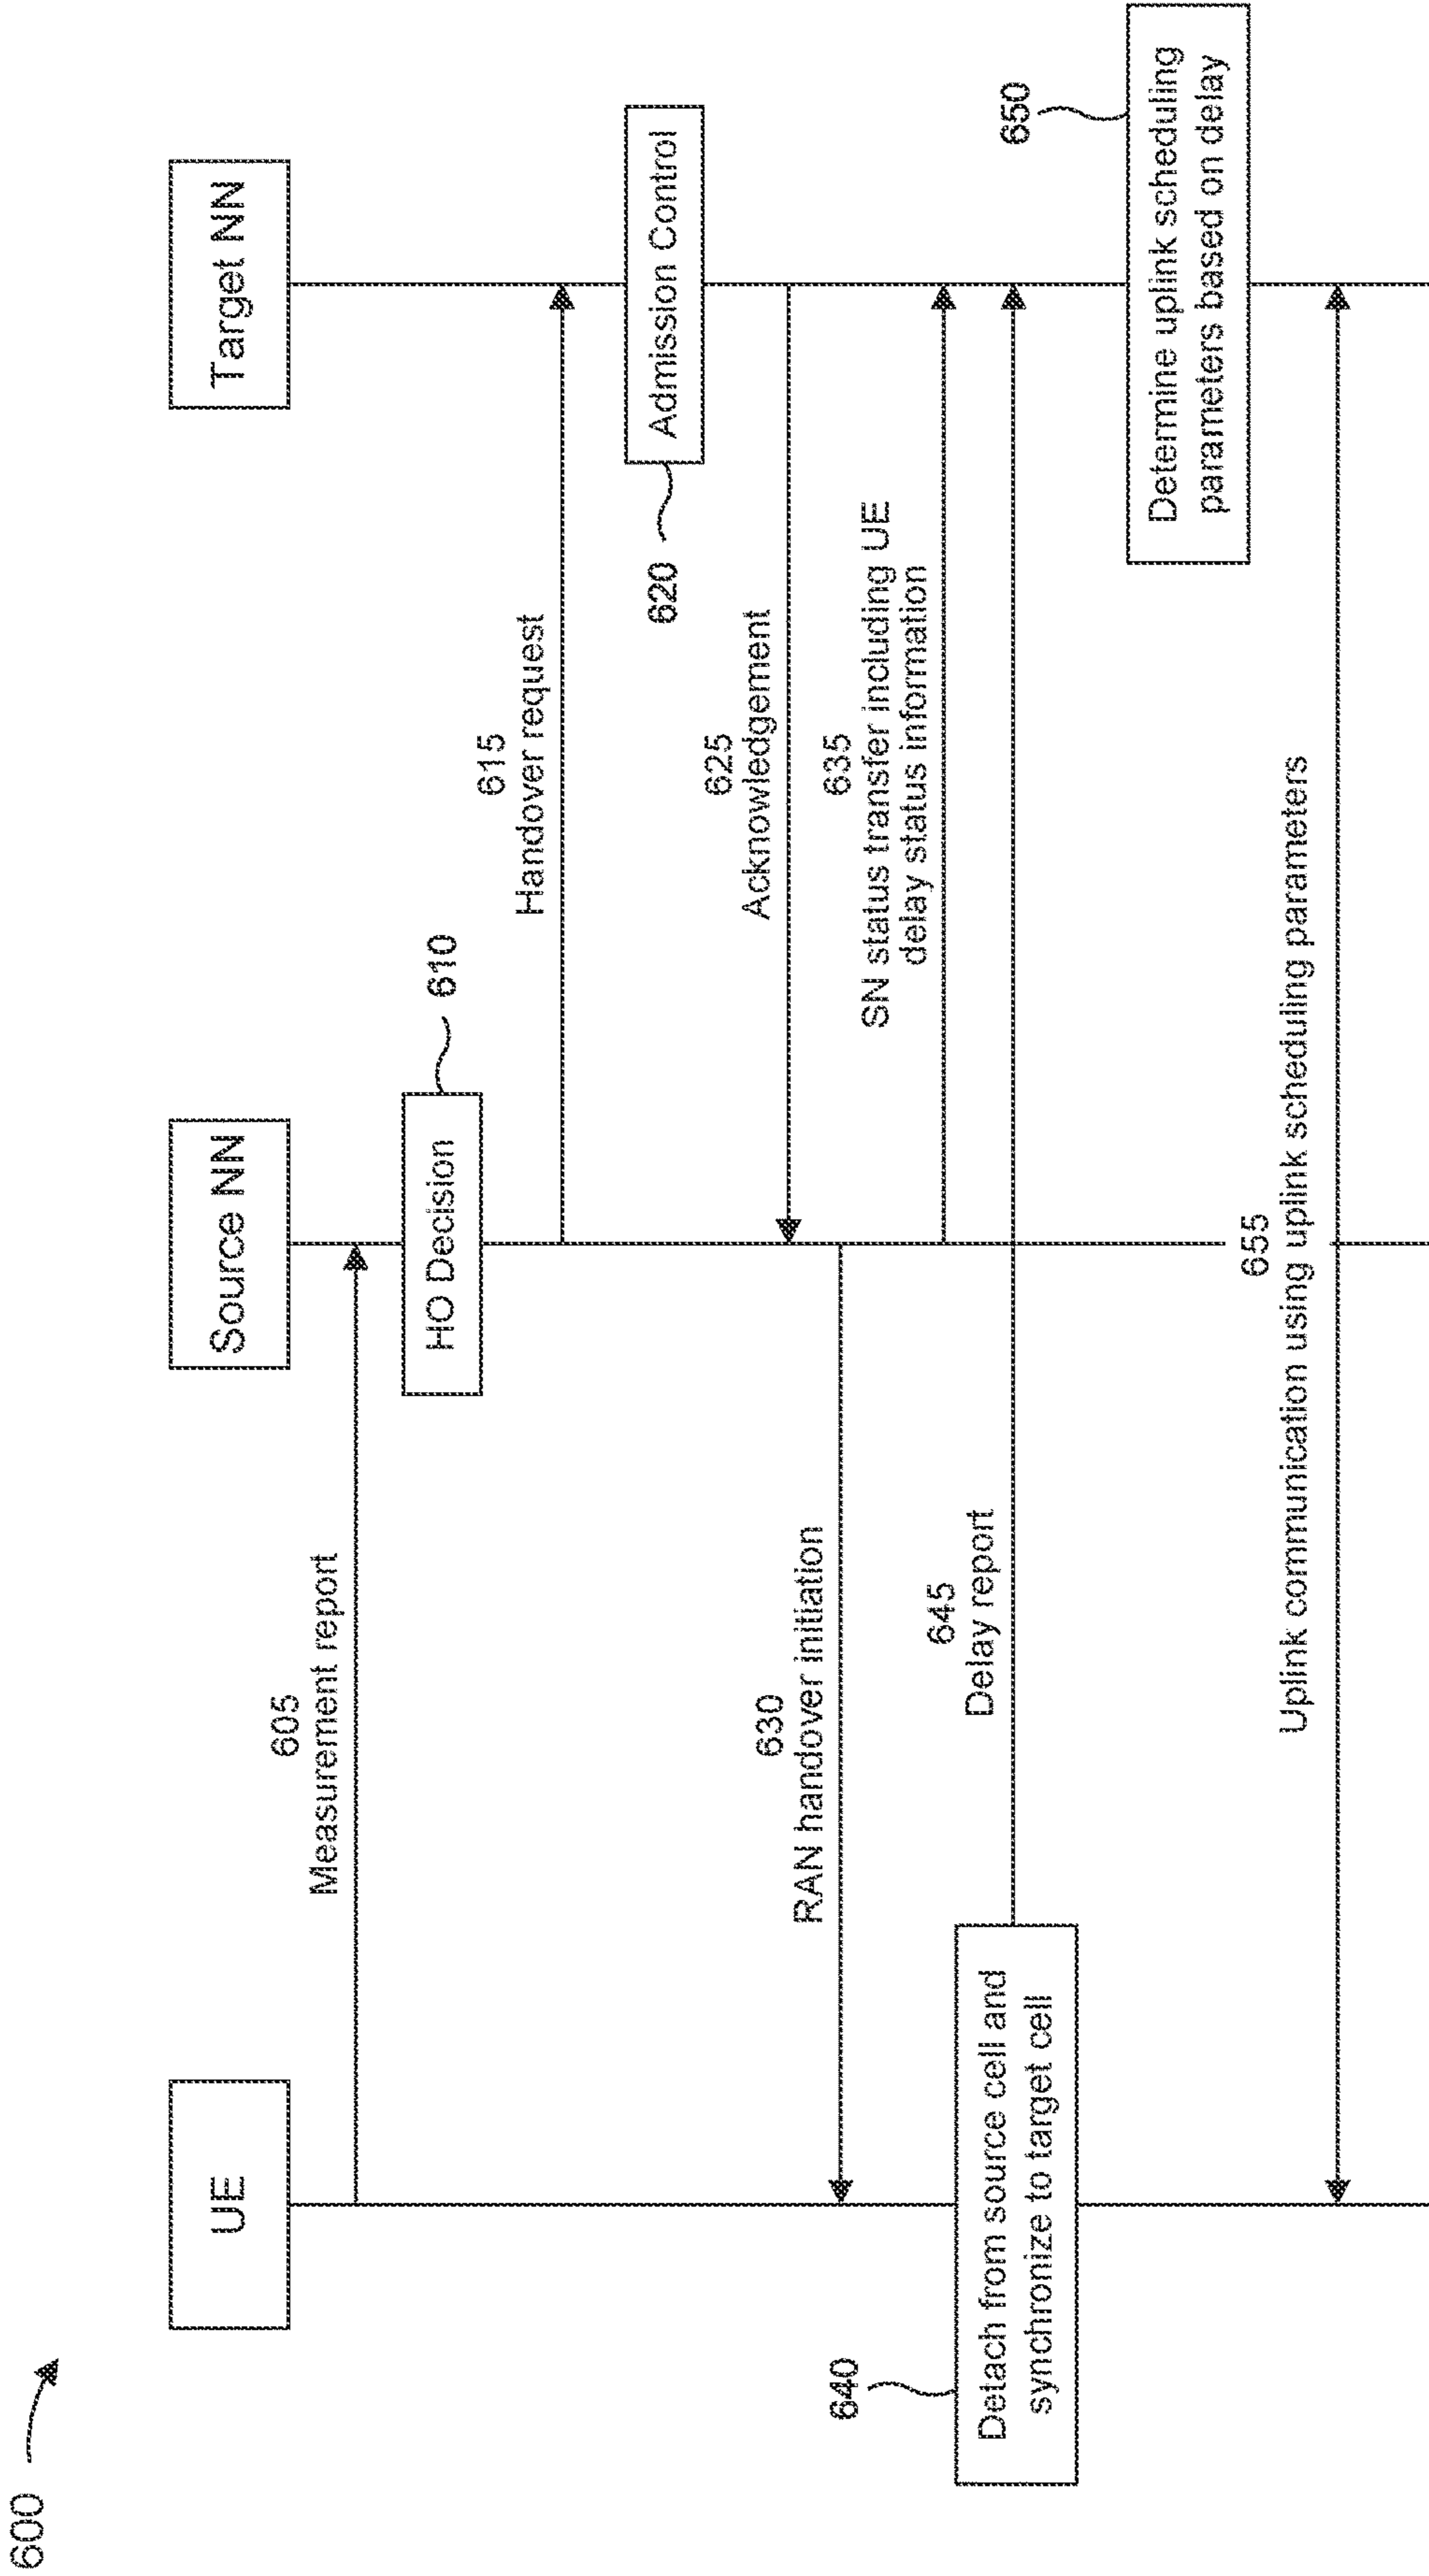 600
UE
Source NN
Target NN
605
Measurement report
HO Decision
610
615
Handover request
620
Admission Control
625
Acknowledgement
630
RAN handover initiation
635
SN status transfer including UE
delay status information
640
Detach from source cell and
synchronize to target cell
645
Delay report
650
Determine uplink scheduling
parameters based on delay
655
Uplink communication using uplink scheduling parameters